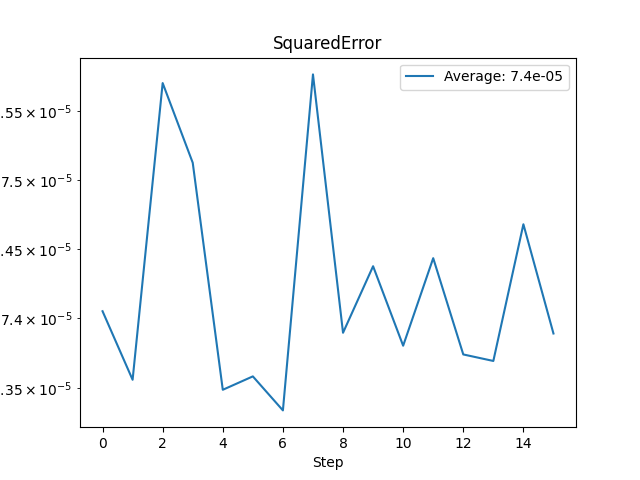 SquaredError
Average: 7.4e-05
.55 × 10⁻⁵
7.5 × 10⁻⁵
.45 × 10⁻⁵
7.4 × 10⁻⁵
.35 × 10⁻⁵
0 2 4 6 8 10 12 14
Step